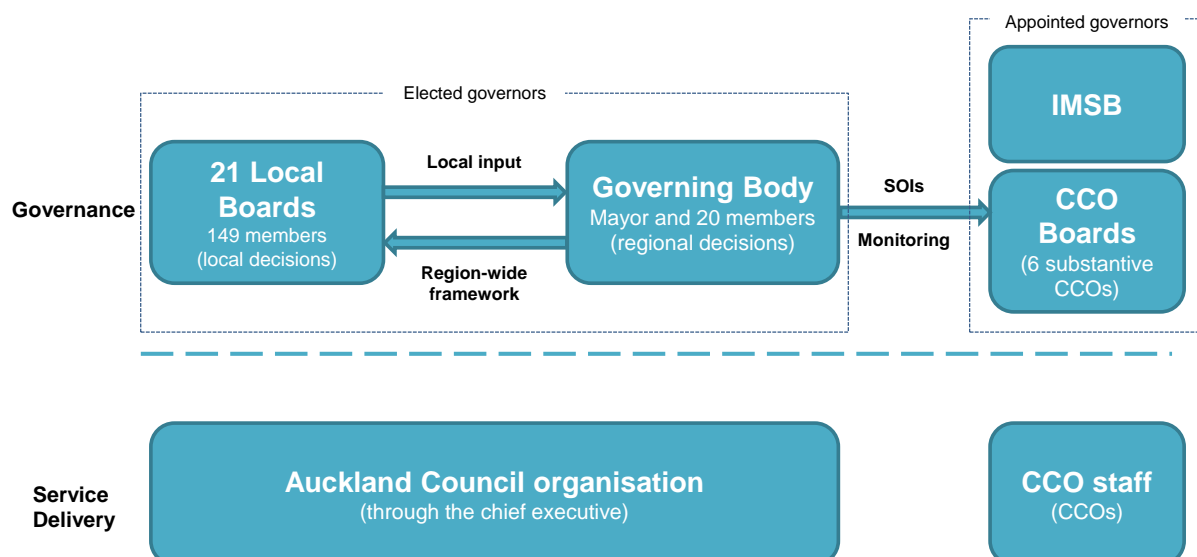 Appointed governors
Elected governors
IMSB
Governance
21 Local
Boards
149 members
(local decisions)
Local input
Region-wide
framework
Governing Body
Mayor and 20 members
(regional decisions)
SOIs
Monitoring
CCO
Boards
(6 substantive
CCOs)
Service
Delivery
Auckland Council organisation
(through the chief executive)
CCO staff
(CCOs)